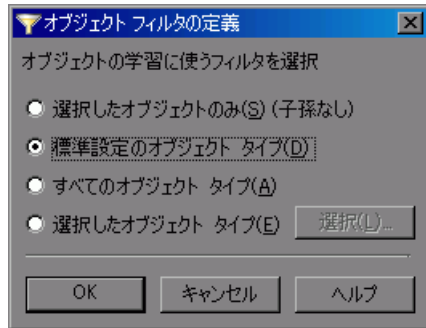 オブジェクト フィルタの定義
オブジェクトの学習に使うフィルタを選択
選択したオブジェクトのみ(S) (子孫なし)
標準設定のオブジェクト タイプ(D)
すべてのオブジェクト タイプ(A)
選択したオブジェクト タイプ(E) 選択(L)...
OK キャンセル ヘルプ